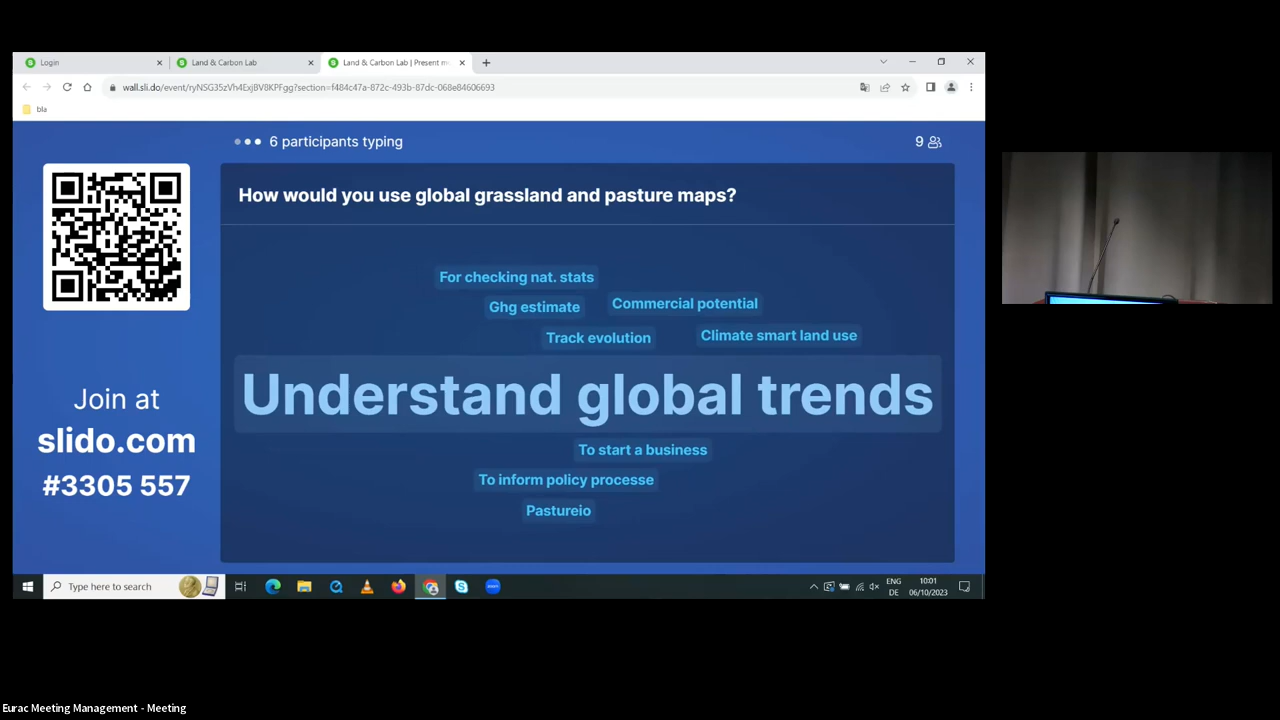 Login
Land & Carbon Lab
Land & Carbon Lab | Present m
wall.sli.do/event/ryNSG35zVh4ExjBV8KPFgg?section=f484c47a-872c-493b-87dc-068e84606693
bla
6 participants typing
9
How would you use global grassland and pasture maps?
For checking nat. stats
Ghg estimate
Commercial potential
Track evolution
Climate smart land use
Understand global trends
To start a business
To inform policy processe
Pastureio
Join at
slido.com
#3305 557
Type here to search
ENG
DE
10:01
06/10/2023
Eurac Meeting Management - Meeting